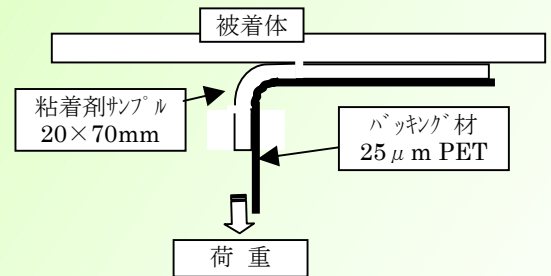 被着体
粘着剤ｻﾝﾌﾟﾙ
20×70mm
ﾊﾞｯｷﾝｸﾞ材
25μm PET
荷 重